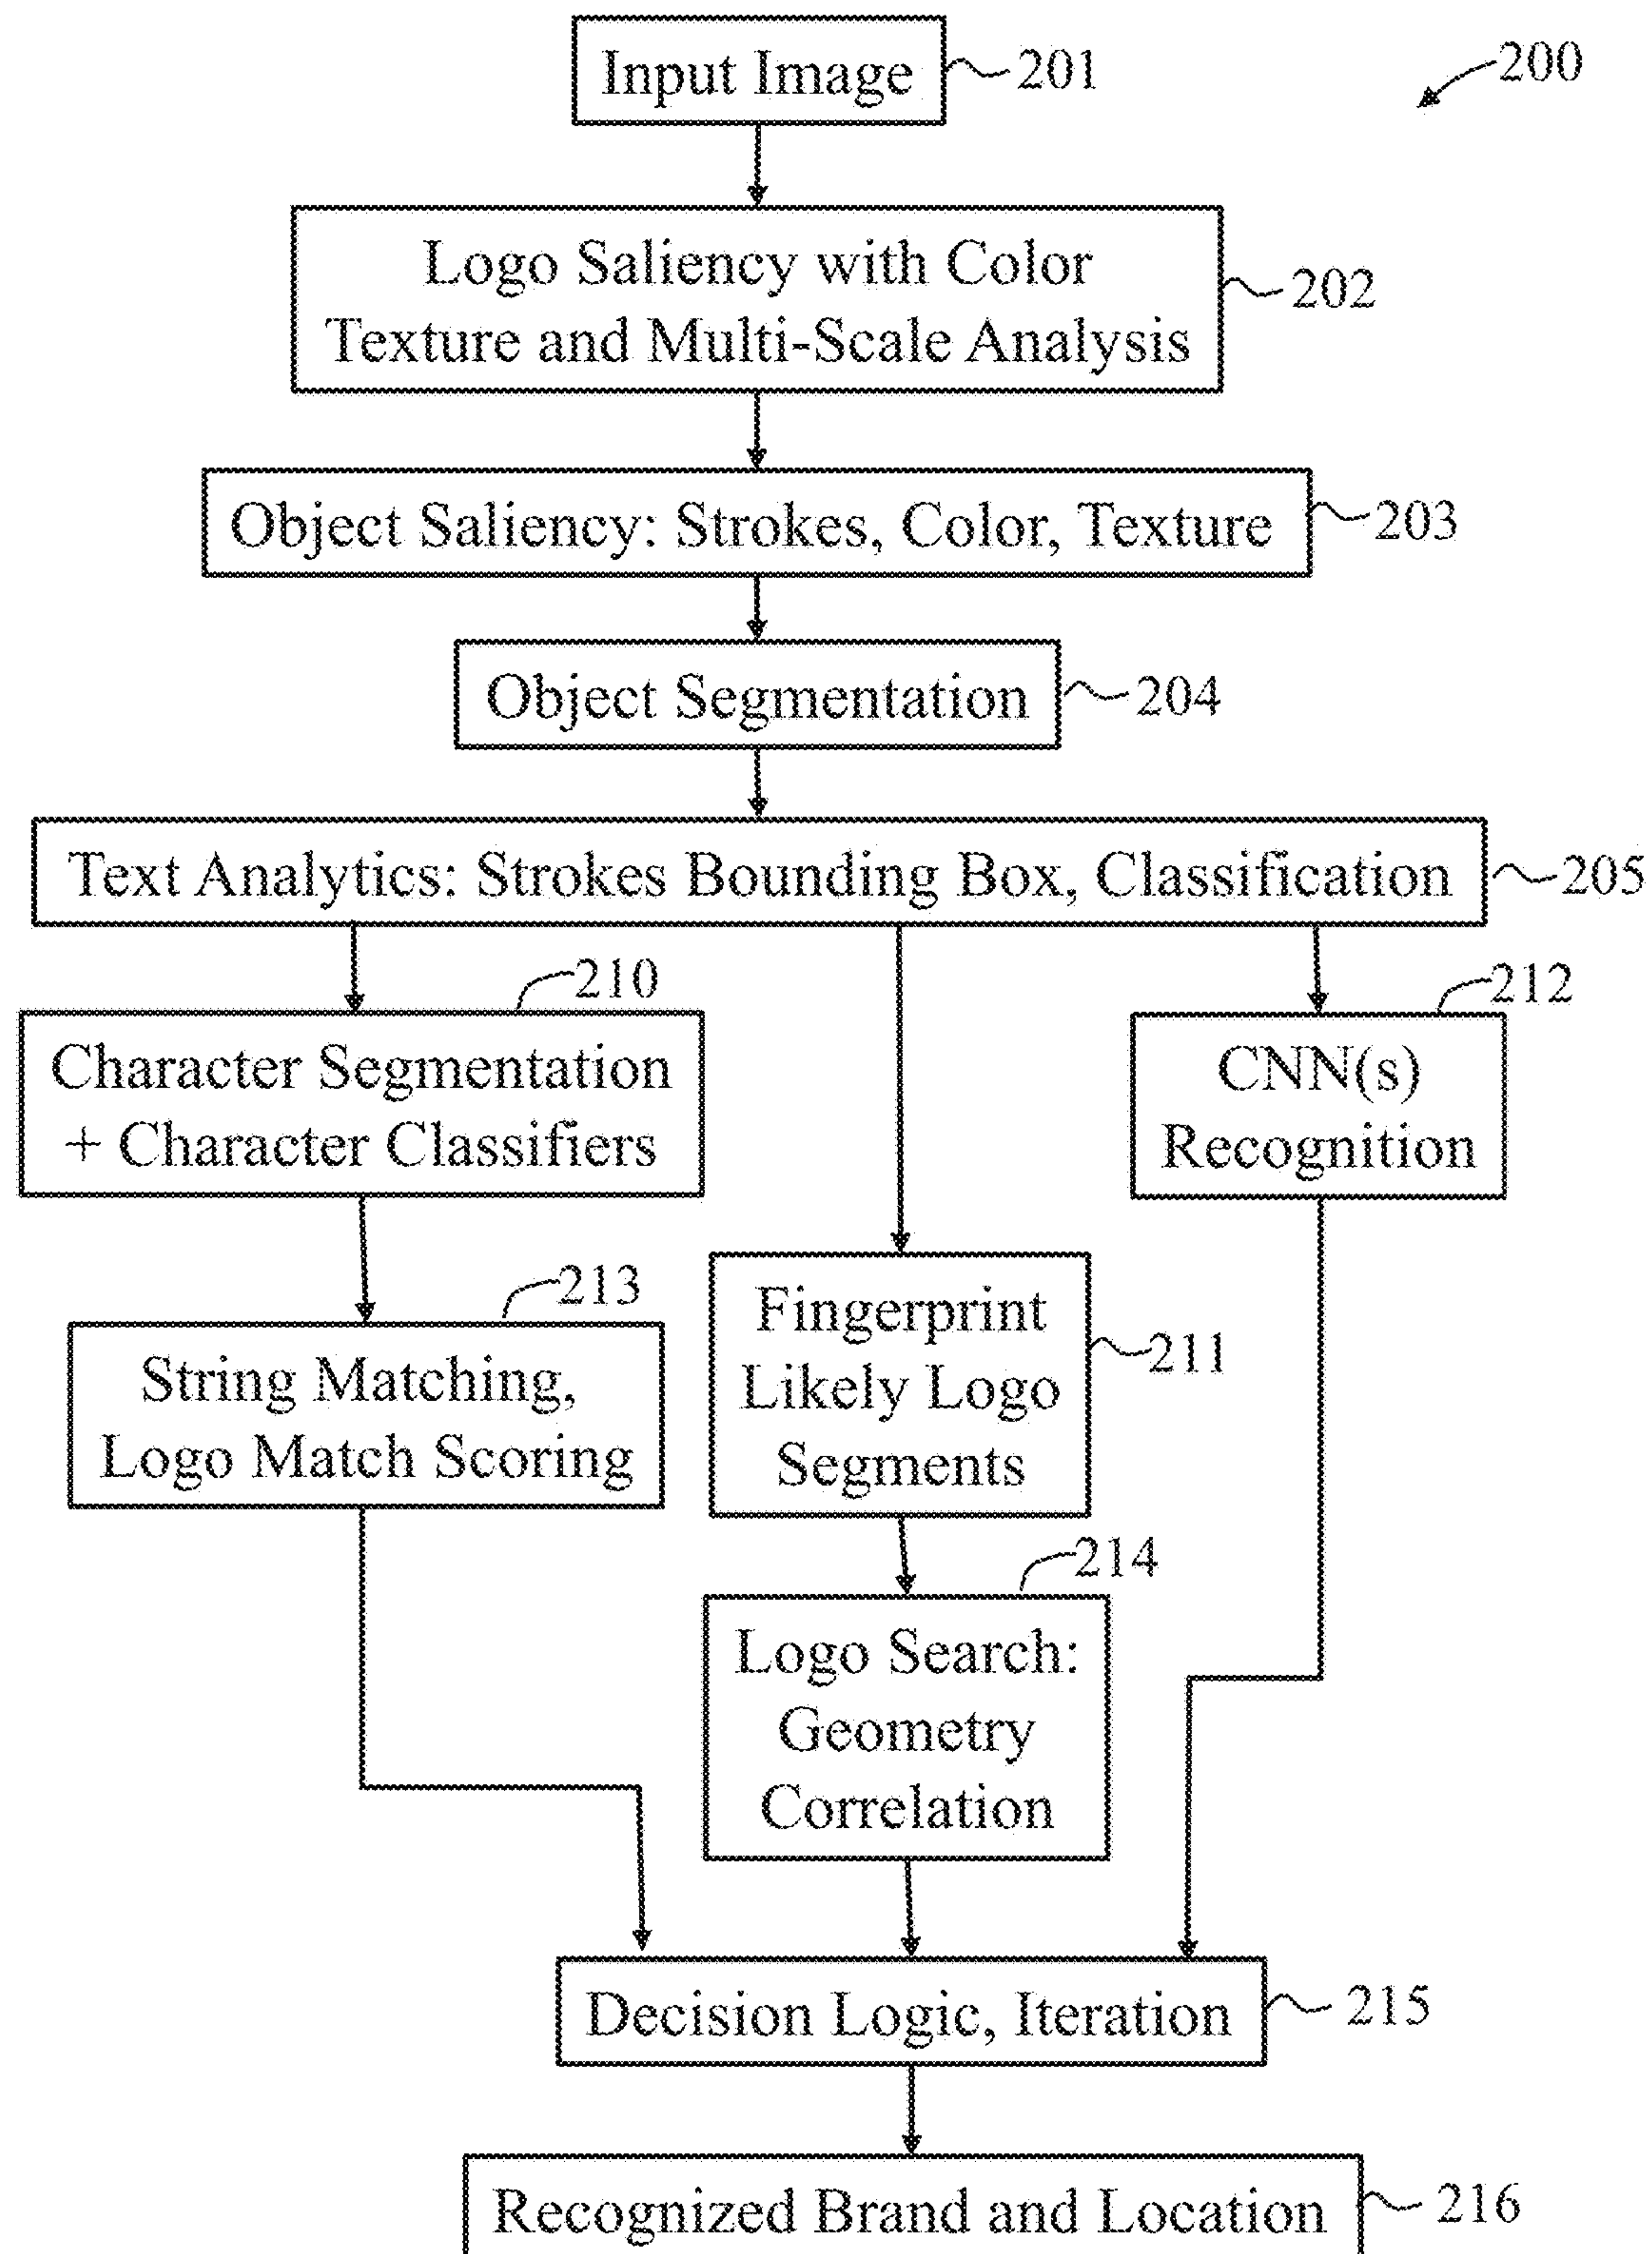 Input Image
201
200
Logo Saliency with Color
Texture and Multi-Scale Analysis
202
Object Saliency: Strokes, Color, Texture
203
Object Segmentation
204
Text Analytics: Strokes Bounding Box, Classification
205
210
Character Segmentation
+ Character Classifiers
212
CNN(s)
Recognition
213
String Matching,
Logo Match Scoring
Fingerprint
Likely Logo
Segments
211
214
Logo Search:
Geometry
Correlation
Decision Logic, Iteration
215
Recognized Brand and Location
216